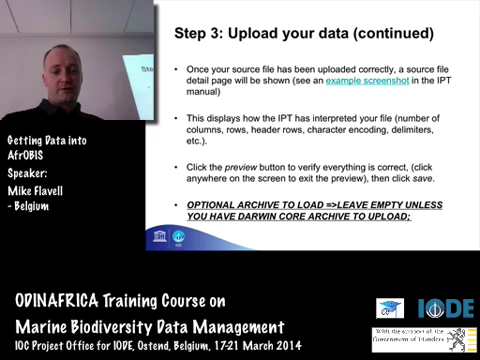 Step 3: Upload your data (continued)
• Once your source file has been uploaded correctly, a source file
detail page will be shown (see an example screenshot in the IPT
manual)
• This displays how the IPT has interpreted your file (number of
columns, rows, header rows, character encoding, delimiters,
etc.).
• Click the preview button to verify everything is correct, (click
anywhere on the screen to exit the preview), then click save.
• OPTIONAL ARCHIVE TO LOAD =>LEAVE EMPTY UNLESS
YOU HAVE DARWIN CORE ARCHIVE TO UPLOAD;
Getting Data into
AfrOBIS
Speaker:
Mike Flavell
- Belgium
ODINAFRICA Training Course on
Marine Biodiversity Data Management
IOC Project Office for IODE, Ostend, Belgium, 17-21 March 2014
IODE
With the support of the
Government of Flanders